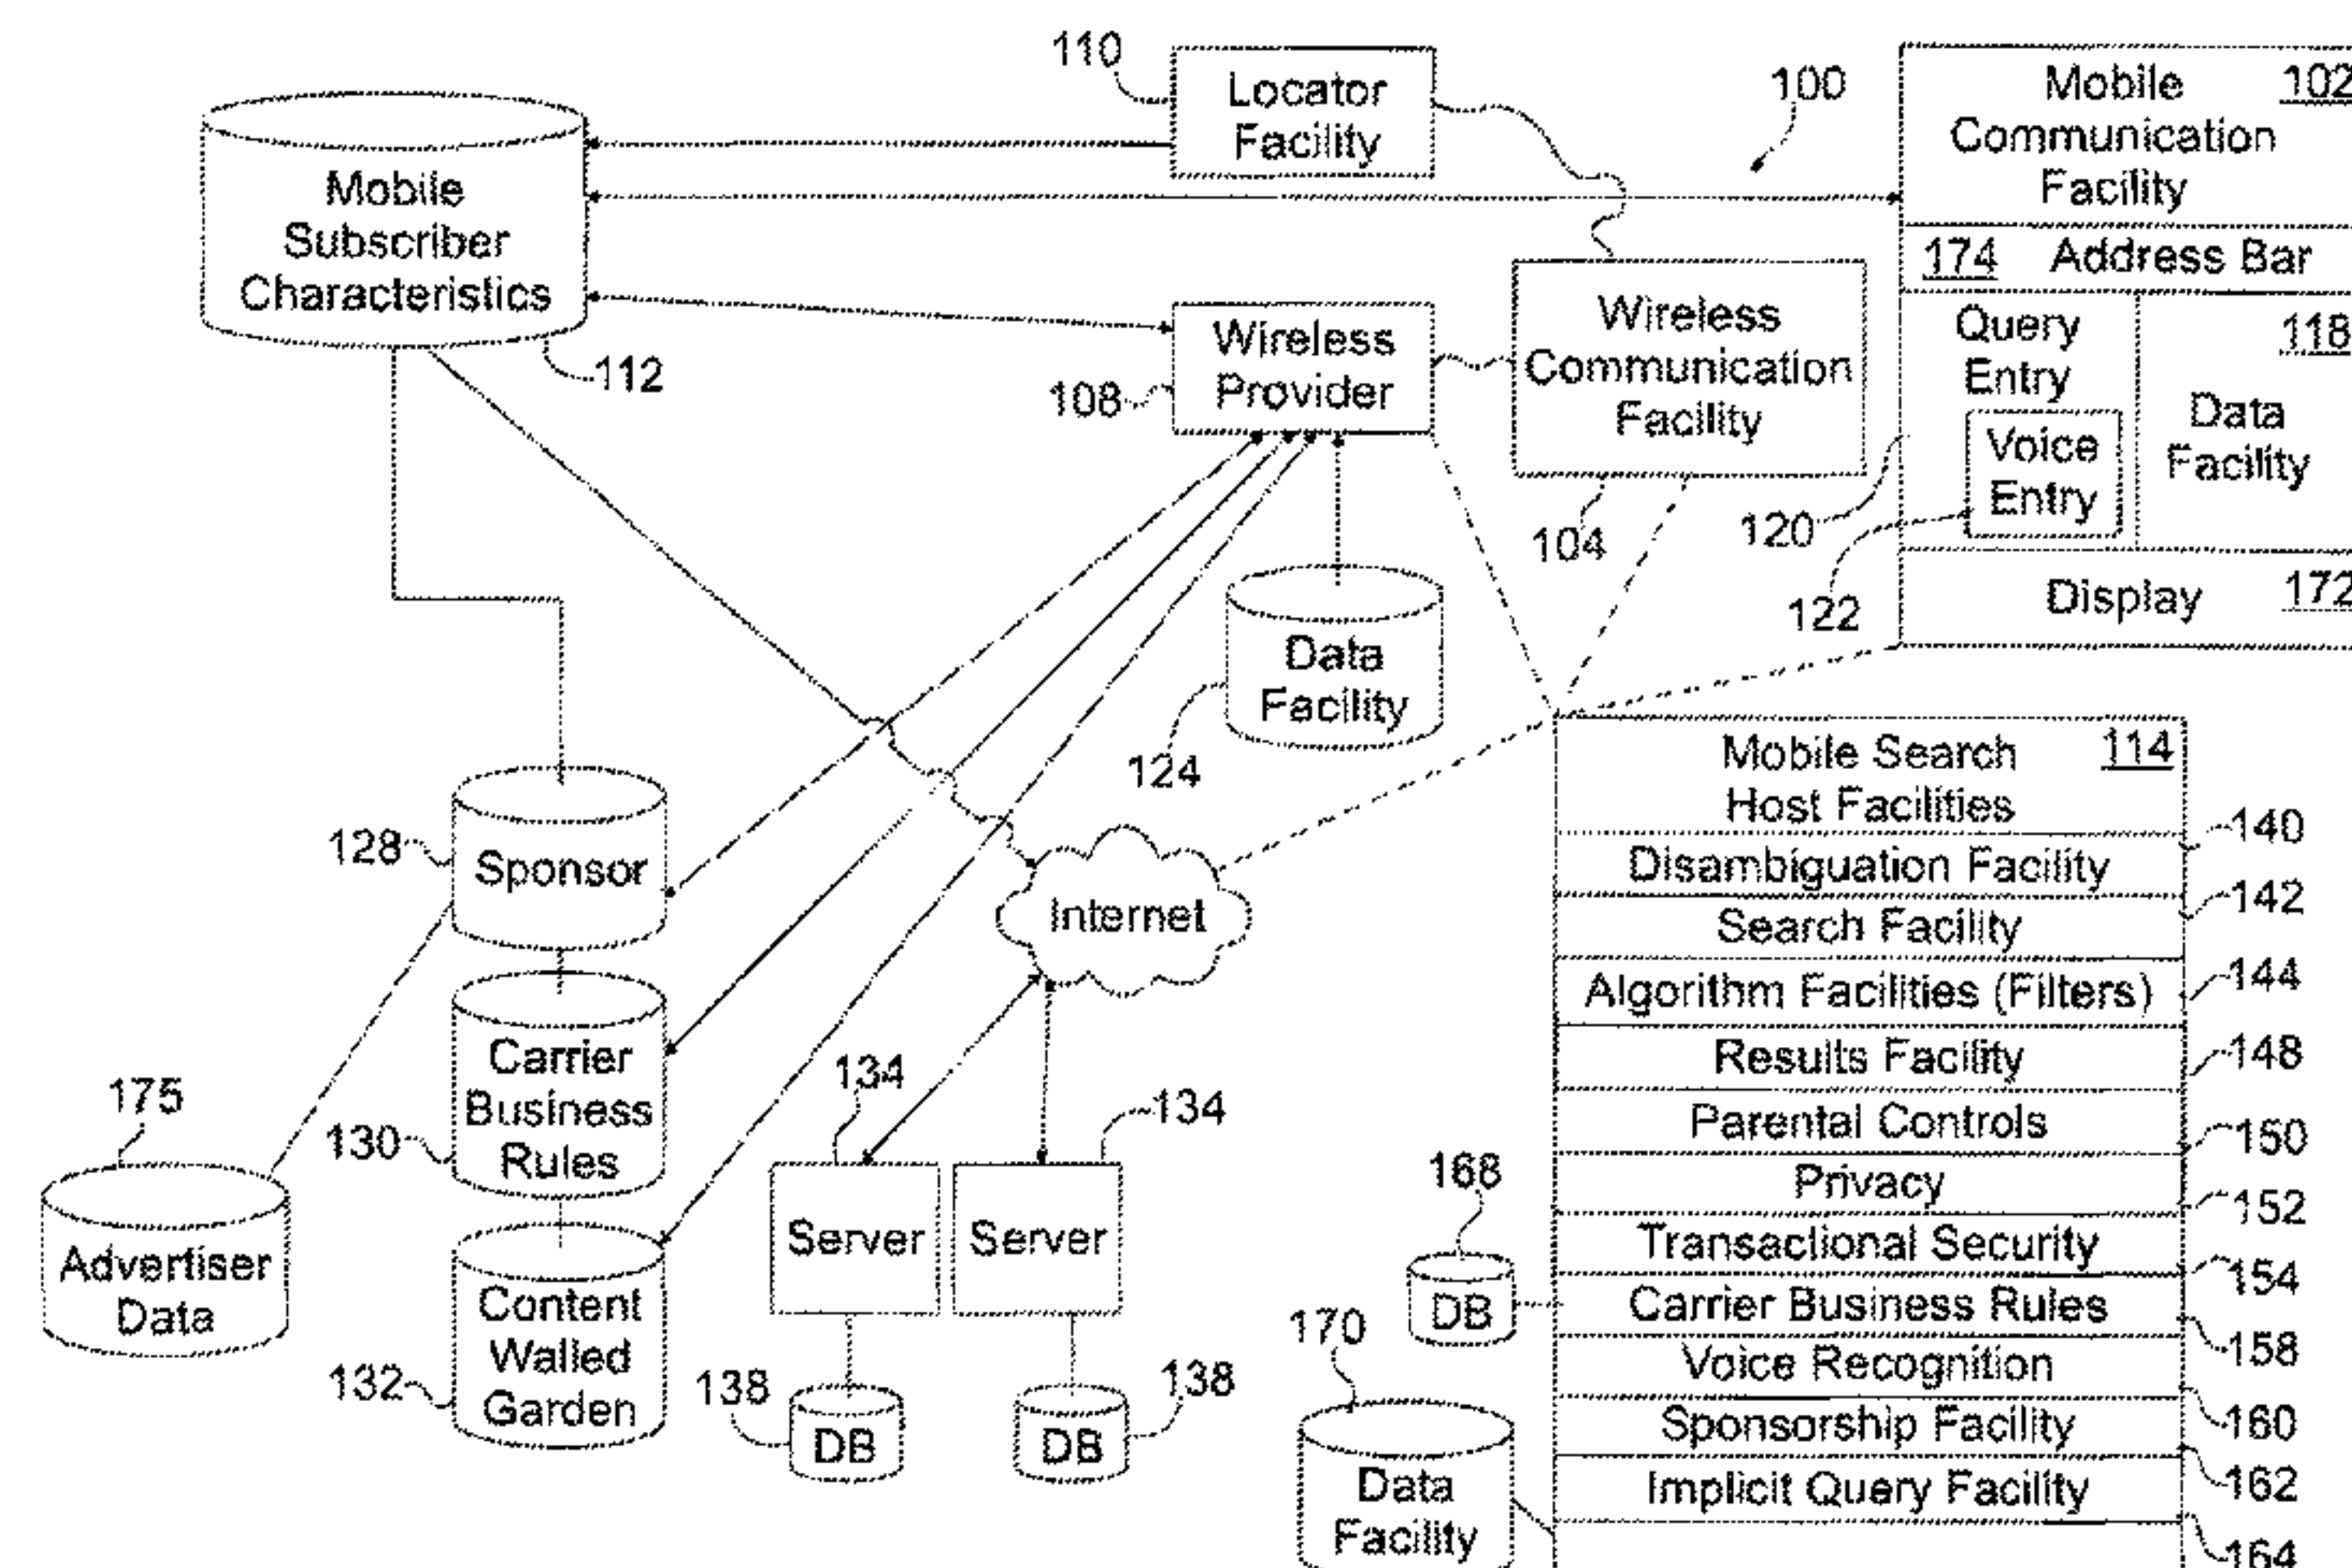 110
Locator
Facility
100
Mobile
102
Communication
Facility
174
Address Bar
Query
Entry
118
Voice
Entry
Data
Facility
120
122
Display
172
Mobile
Subscriber
Characteristics
112
Wireless
Provider
108
Wireless
Communication
Facility
104
Data
Facility
124
Mobile Search
Host Facilities
114
Disambiguation Facility
140
Search Facility
142
Algorithm Facilities (Filters)
144
Results Facility
148
Parental Controls
150
Privacy
152
Transactional Security
154
Carrier Business Rules
158
Voice Recognition
160
Sponsorship Facility
162
Implicit Query Facility
164
128
Sponsor
Internet
Carrier
Business
Rules
130
175
Advertiser
Data
Content
Walled
Garden
132
134
Server
134
Server
138
DB
138
DB
168
DB
170
Data
Facility